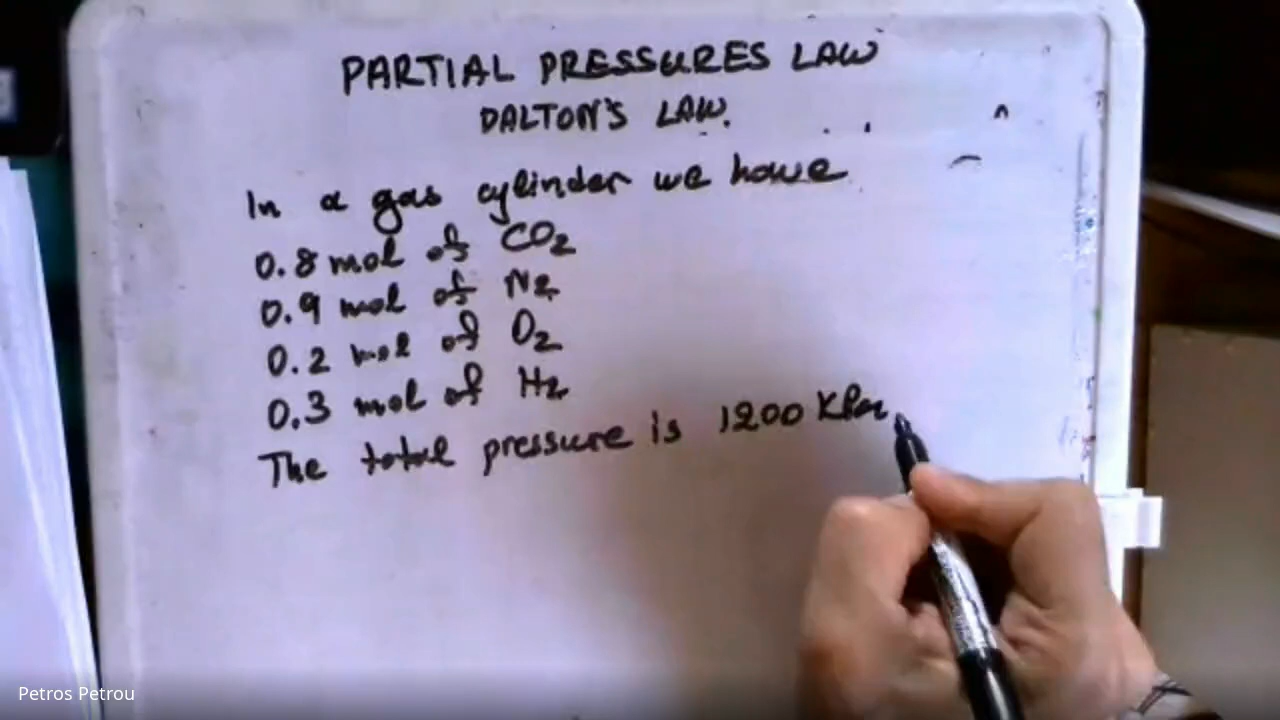 PARTIAL PRESSURES LAW
DALTON'S LAW.
In a gas cylinder we have
0.8 mol of CO2
0.9 mol of N2
0.2 mol of O2
0.3 mol of H2
The total pressure is 1200 KPa
Petros Petrou